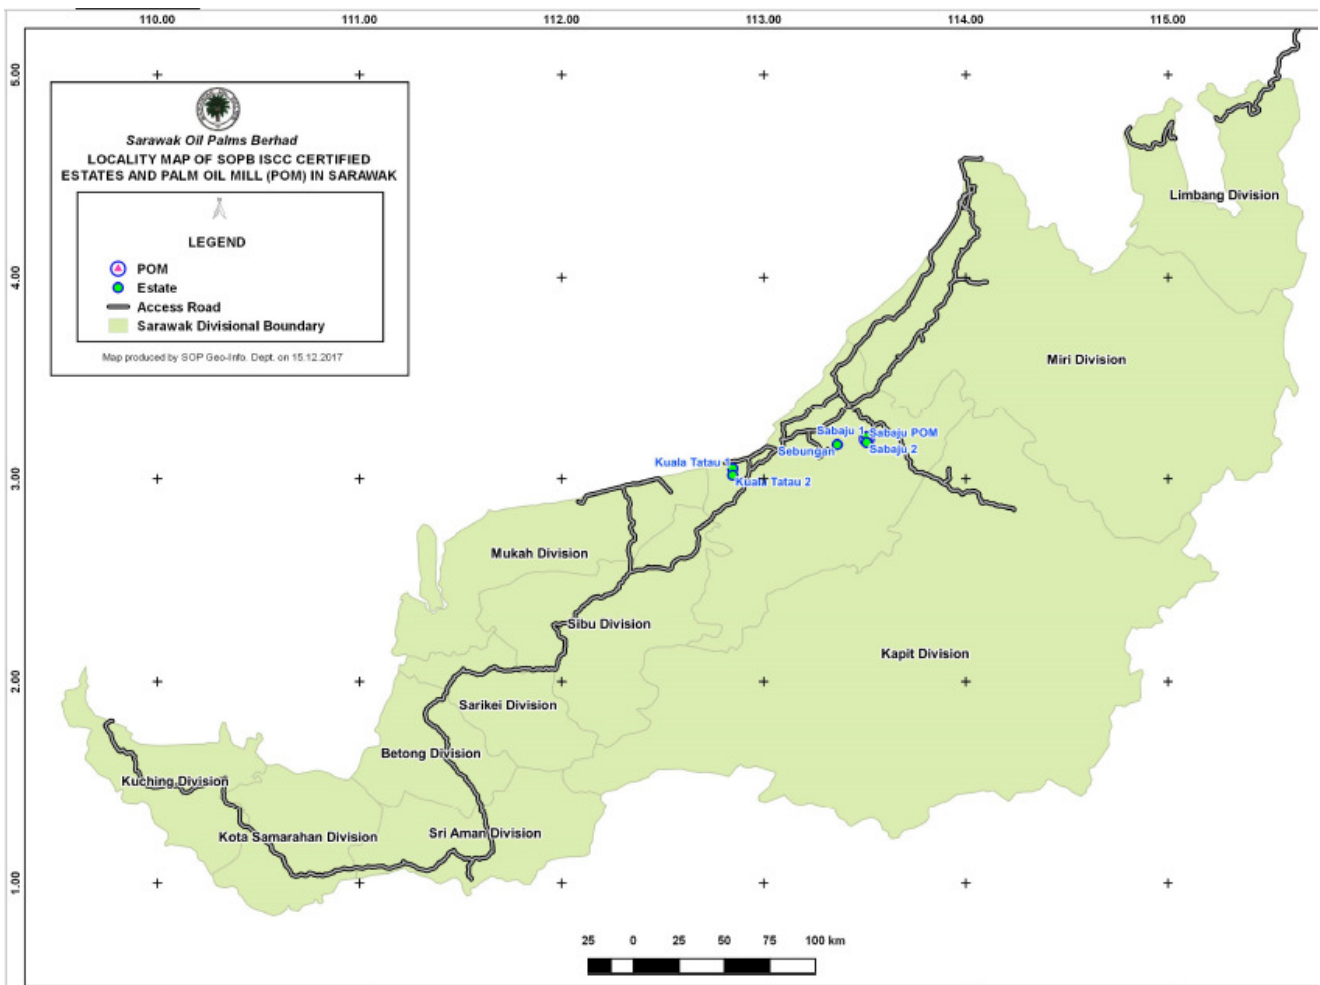 110.00 111.00 112.00 113.00 114.00 115.00
5.00
4.00
3.00
2.00
1.00
Sarawak Oil Palms Berhad
LOCALITY MAP OF SOPB ISCC CERTIFIED
ESTATES AND PALM OIL MILL (POM) IN SARAWAK
LEGEND
POM
Estate
Access Road
Sarawak Divisional Boundary
Map produced by SOP Geo-Info. Dept. on 15.12.2017
Limbang Division
Miri Division
Sabaju 1
Sabaju POM
Sebungan
Sabaju 2
Kuala Tatau 1
Kuala Tatau 2
Mukah Division
Sibu Division
Kapit Division
Sarikei Division
Betong Division
Kuching Division
Kota Samarahan Division
Sri Aman Division
25 0 25 50 75 100 km